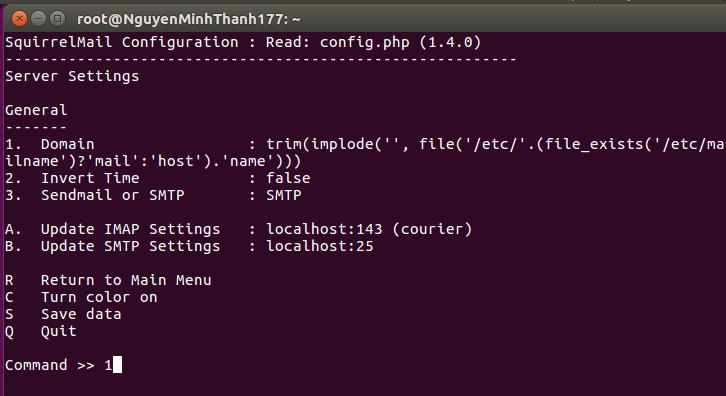 root@NguyenMinhThanh177: ~
SquirrelMail Configuration : Read: config.php (1.4.0)
---------------------------------------------------------
Server Settings

General
-------
1.  Domain                 : trim(implode('', file('/etc/'.(file_exists('/etc/ma
ilname')?'mail':'host').'name')))
2.  Invert Time            : false
3.  Sendmail or SMTP       : SMTP

A.  Update IMAP Settings   : localhost:143 (courier)
B.  Update SMTP Settings   : localhost:25

R   Return to Main Menu
C   Turn color on
S   Save data
Q   Quit

Command >> 1